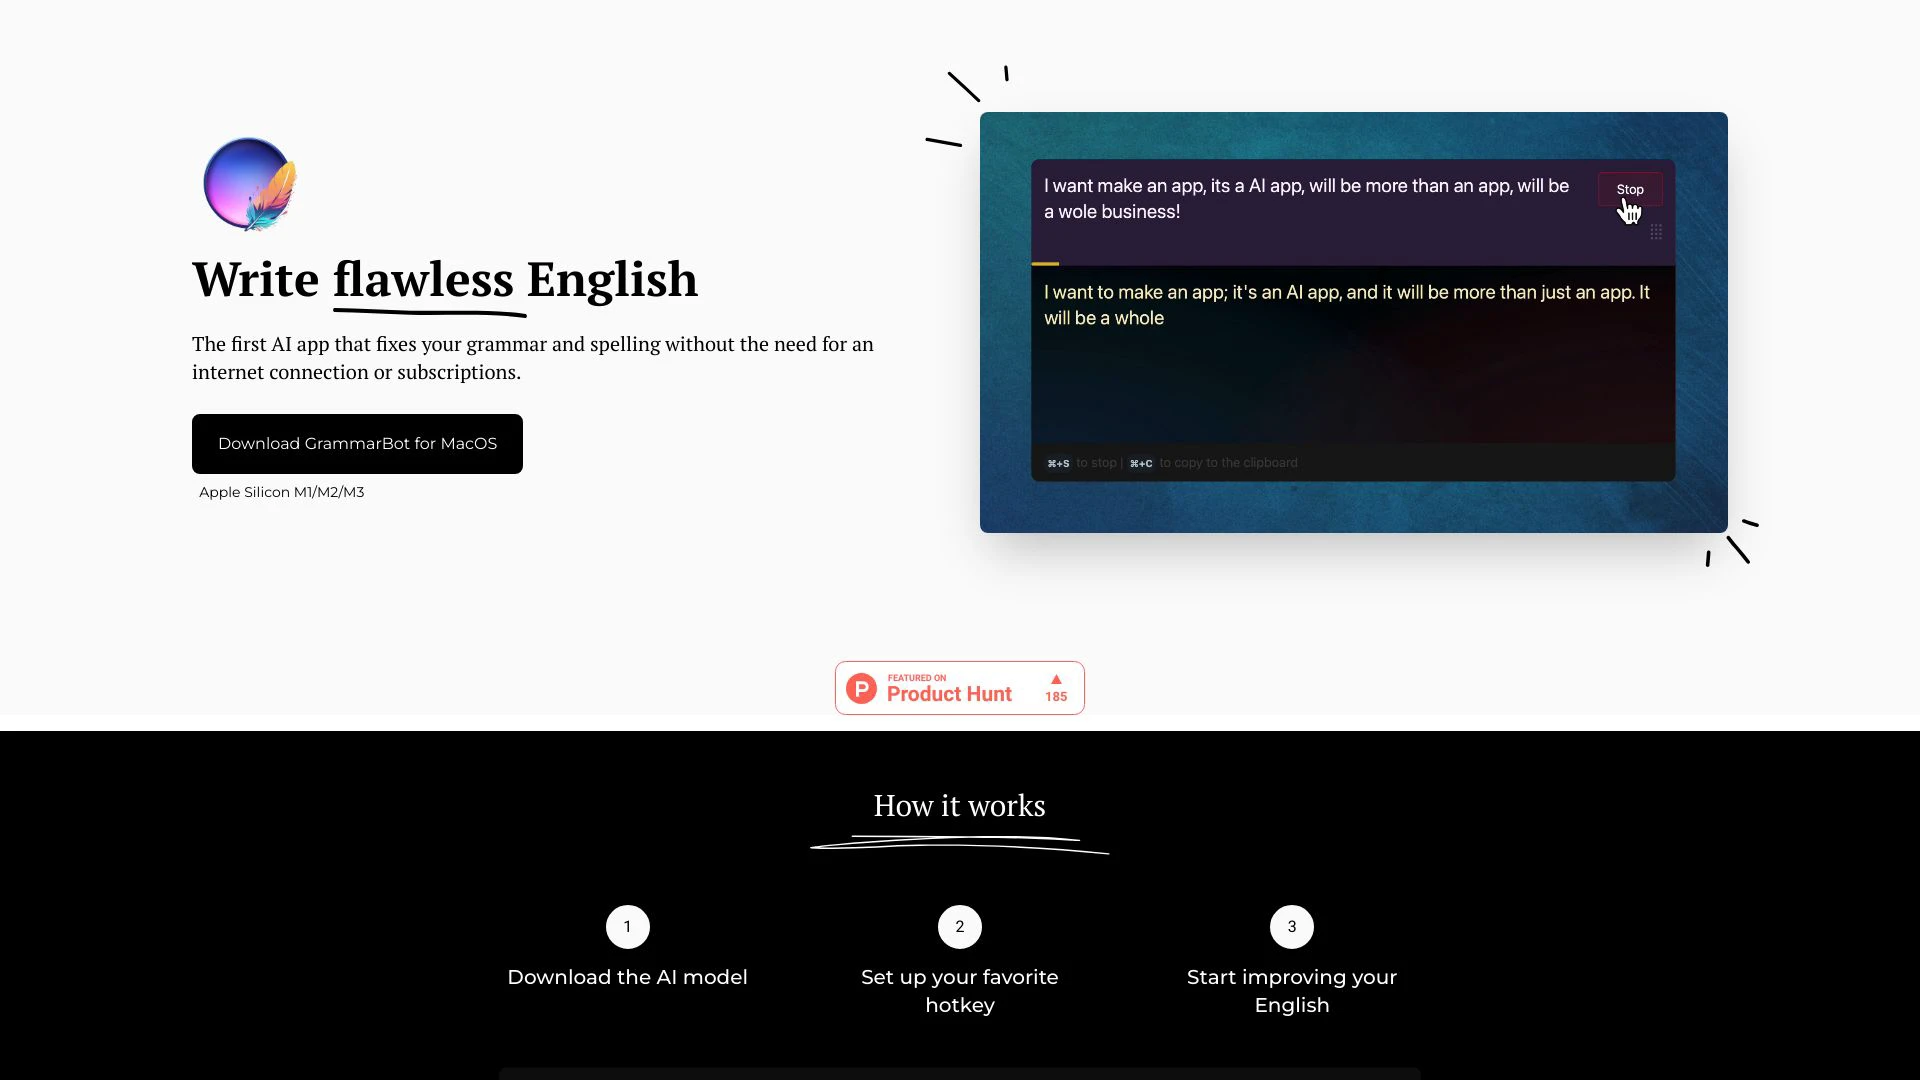 Write flawless English
The first AI app that fixes your grammar and spelling without the need for an
internet connection or subscriptions.
Download GrammarBot for MacOS
Apple Silicon M1/M2/M3
I want make an app, its a AI app, will be more than an app, will be
a wole business!
Stop
I want to make an app; it's an AI app, and it will be more than just an app. It
will be a whole
⌘+S to stop | ⌘+C to copy to the clipboard
P
FEATURED ON
Product Hunt
▲
185
How it works
1
Download the AI model
2
Set up your favorite
hotkey
3
Start improving your
English